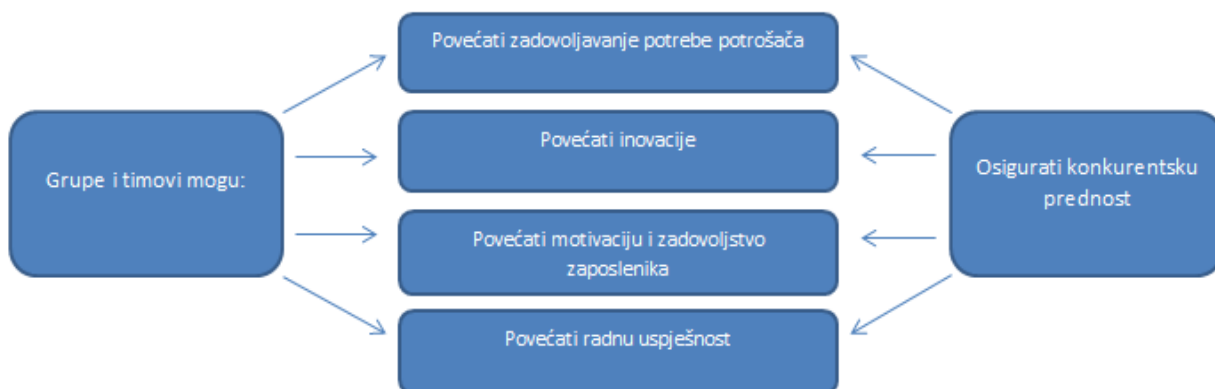 Povećati zadovoljavanje potrebe potrošača
Povećati inovacije
Grupe i timovi mogu:
Osigurati konkurentsku
prednost
Povećati motivaciju i zadovoljstvo
zaposlenika
Povećati radnu uspješnost